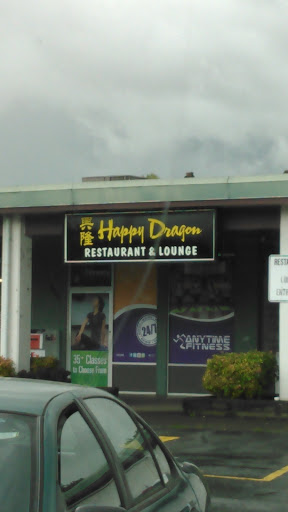 興隆 Happy Dragon
RESTAURANT & LOUNGE
24/7
ANYTIME
FITNESS
35+ Classes
to Choose From!